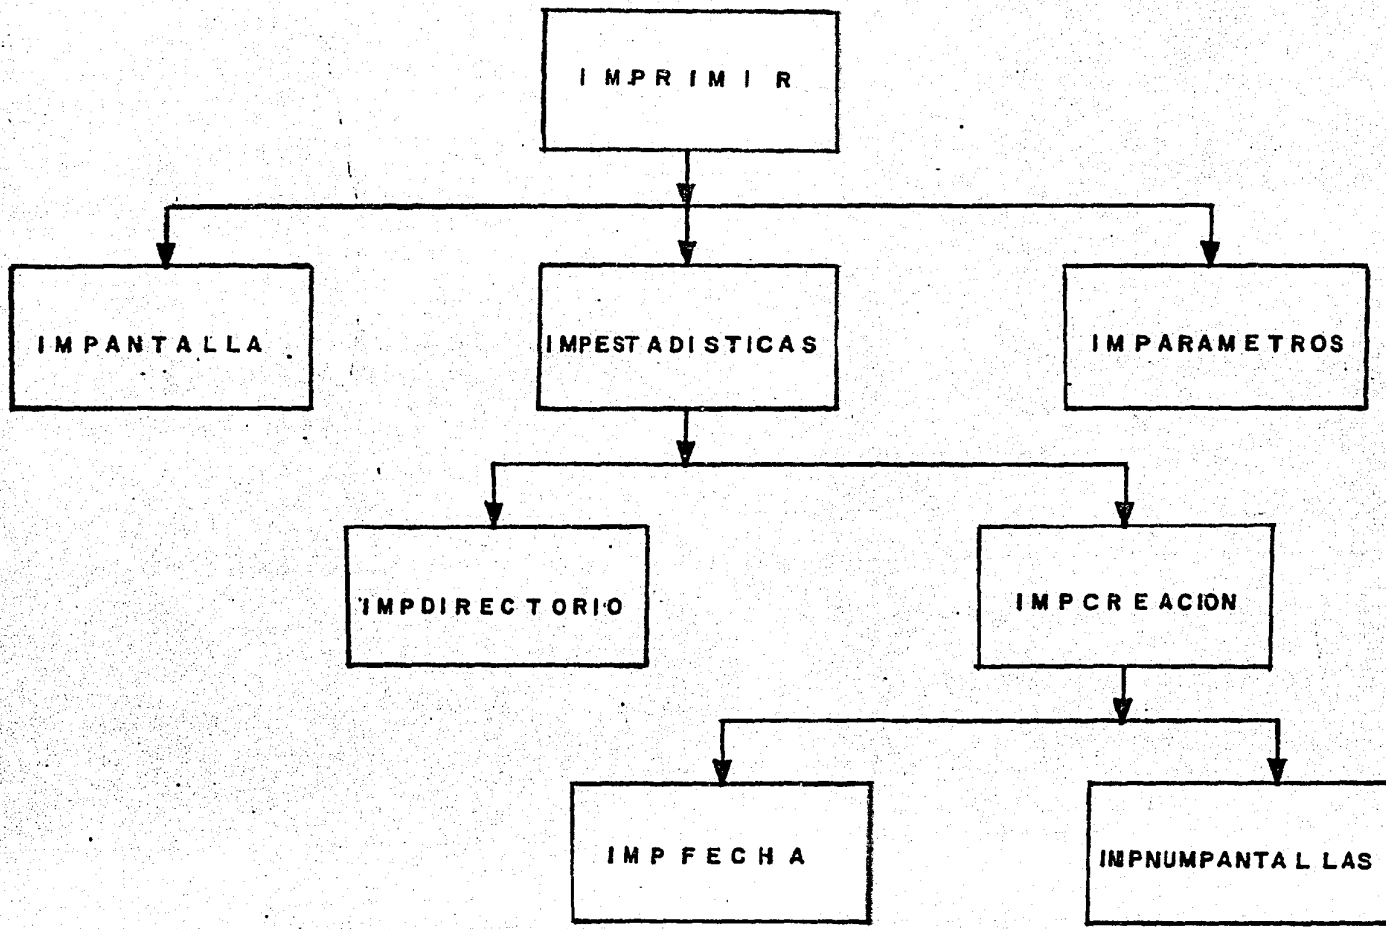 IMPRIMIR
IMPANTALLA
IMPESTADISTICAS
IMPARAMETROS
IMPDIRECTORIO
IMPCREACION
IMPFECHA
IMPNUMPANTALLAS